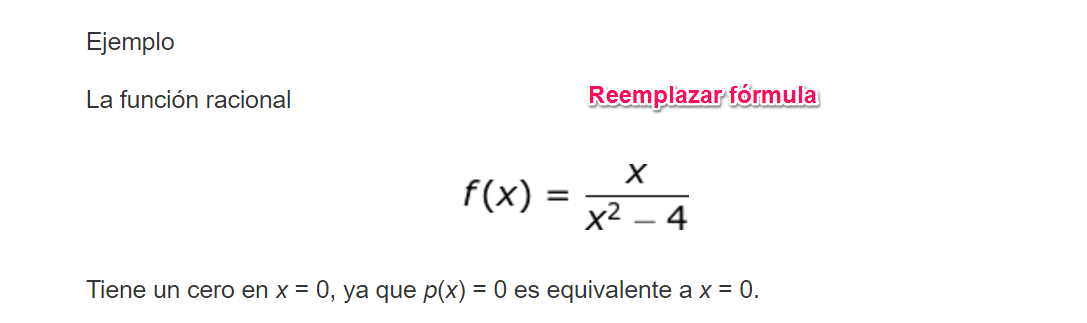 Ejemplo
La función racional
Reemplazar fórmula
f(x) = x / (x² – 4)
Tiene un cero en x = 0, ya que p(x) = 0 es equivalente a x = 0.